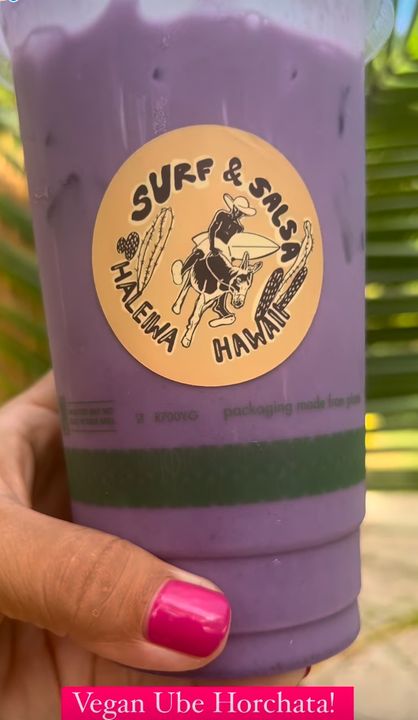 SURF & SALSA
HALEIWA HAWAII
packaging made from plants
Vegan Ube Horchata!